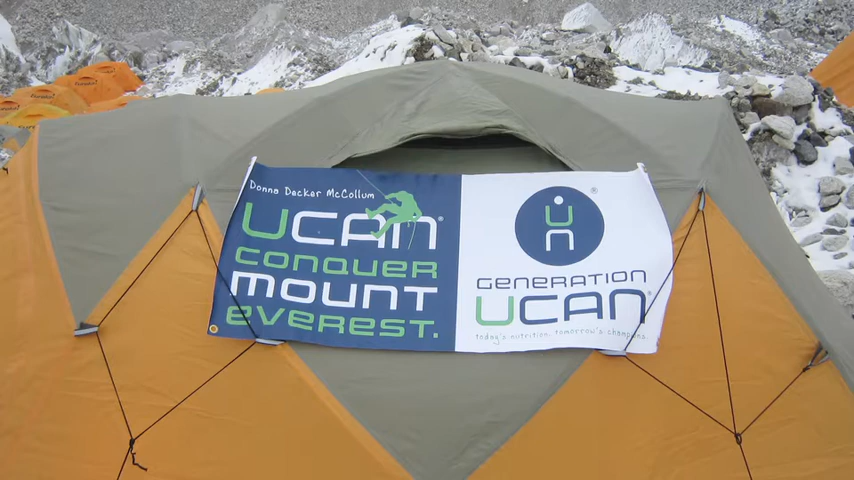 Donna Decker McCollum
UCAN®
CONQUER
MOUNT
EVEREST.
®
U
n
GENERATION
UCAN®
today's nutrition. tomorrow's champions.